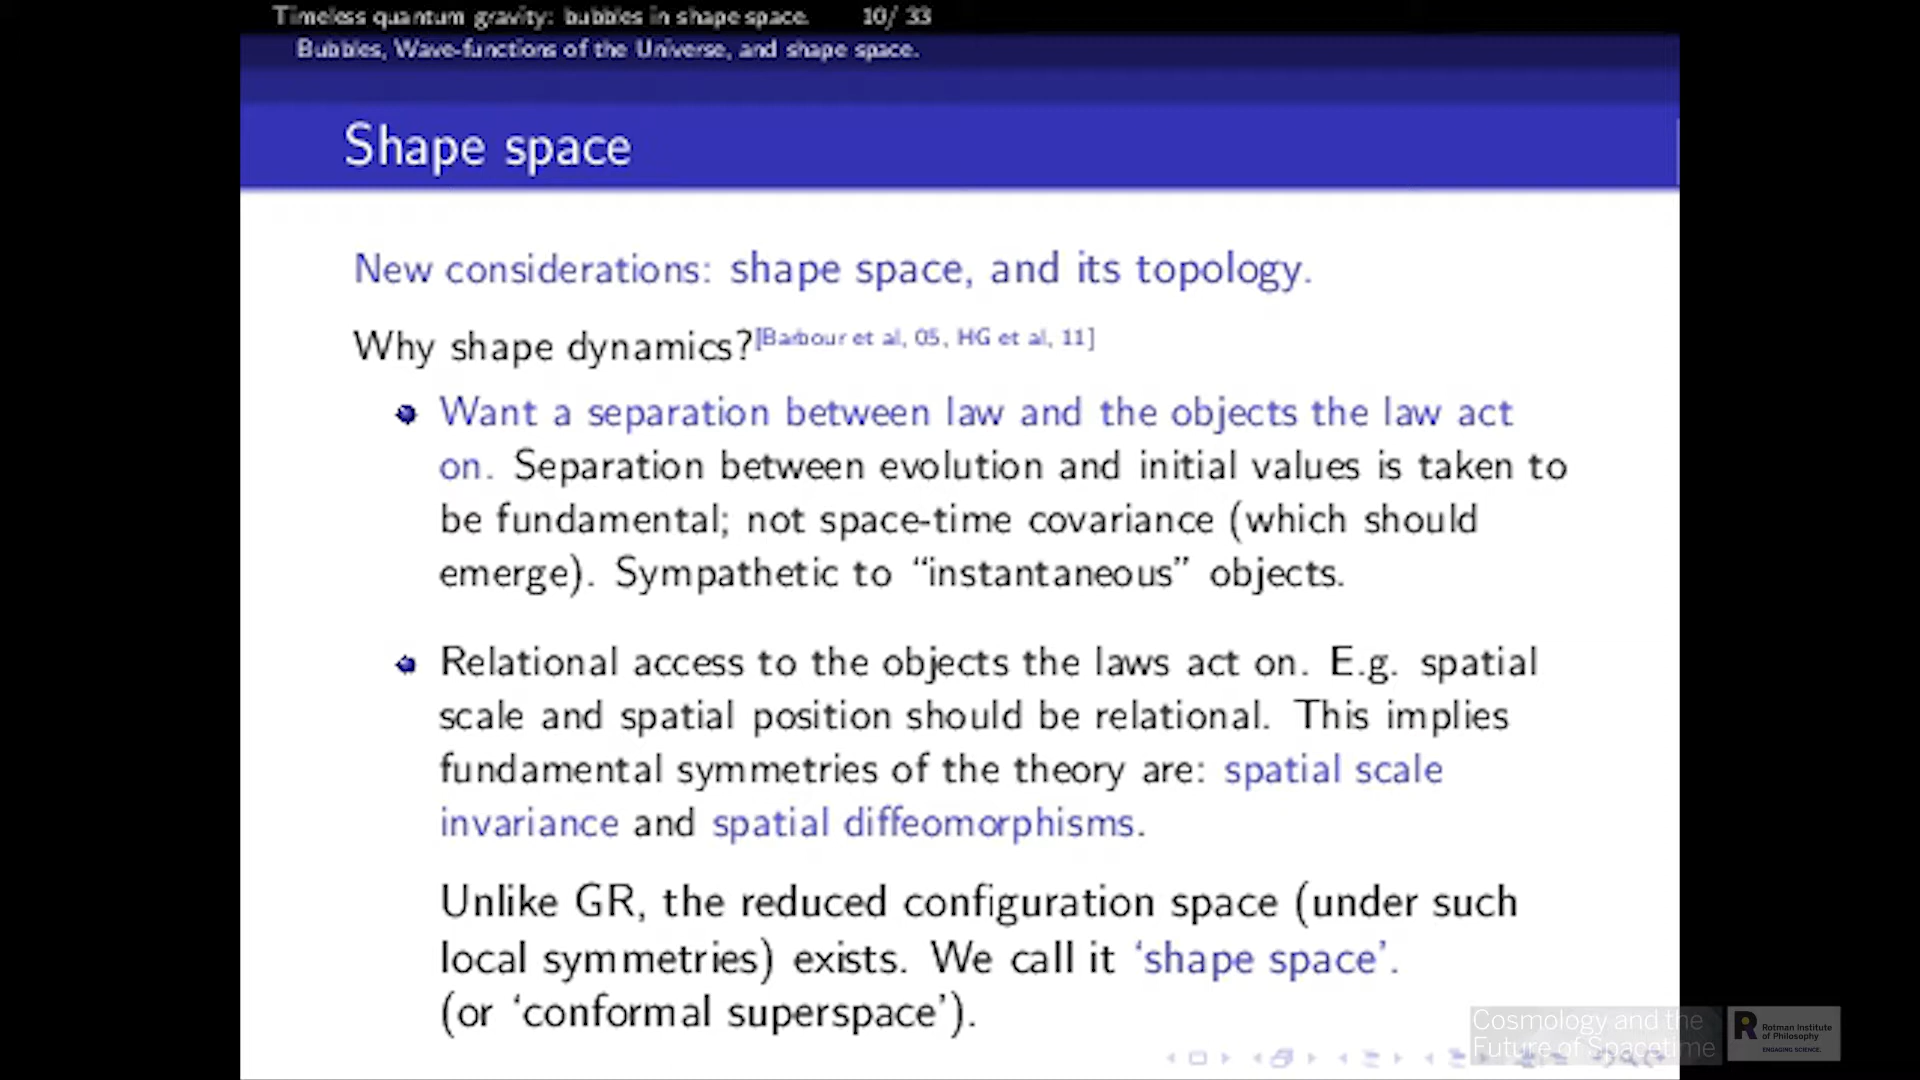 Timeless quantum gravity: bubbles in shape space. 10/ 33
Bubbles, Wave-functions of the Universe, and shape space.
Shape space
New considerations: shape space, and its topology.
Why shape dynamics?[Barbour et al, 05, HG et al, 11]
Want a separation between law and the objects the law act
on. Separation between evolution and initial values is taken to
be fundamental; not space-time covariance (which should
emerge). Sympathetic to “instantaneous” objects.
Relational access to the objects the laws act on. E.g. spatial
scale and spatial position should be relational. This implies
fundamental symmetries of the theory are: spatial scale
invariance and spatial diffeomorphisms.
Unlike GR, the reduced configuration space (under such
local symmetries) exists. We call it ‘shape space’.
(or ‘conformal superspace’).
Cosmology and the
Future of Spacetime
R Rotman Institute
of Philosophy
ENGAGING SCIENCE.